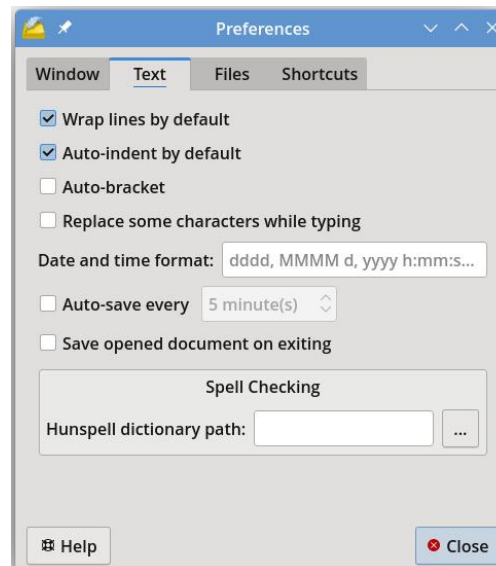 Preferences
Window Text Files Shortcuts
Wrap lines by default
Auto-indent by default
Auto-bracket
Replace some characters while typing
Date and time format: dddd, MMMM d, yyyy h:mm:s...
Auto-save every 5 minute(s)
Save opened document on exiting
Spell Checking
Hunspell dictionary path: ...
Help Close